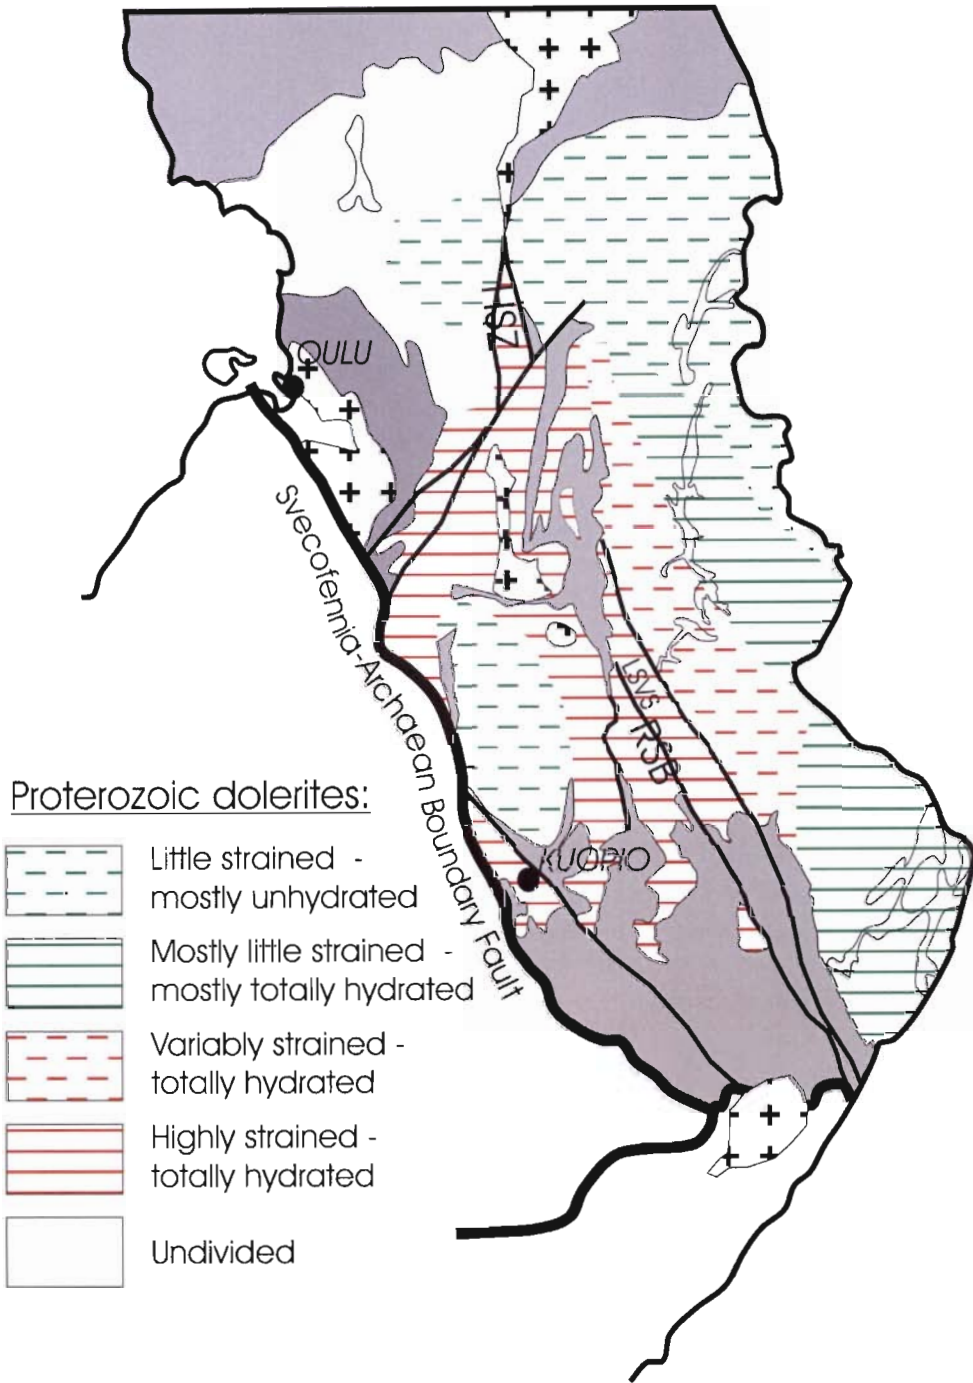 HSZ
OULU
Svecofennia-Archaean Boundary Fault
LSVS
RSB
KUOPIO
Proterozoic dolerites:
Little strained -
mostly unhydrated
Mostly little strained -
mostly totally hydrated
Variably strained -
totally hydrated
Highly strained -
totally hydrated
Undivided